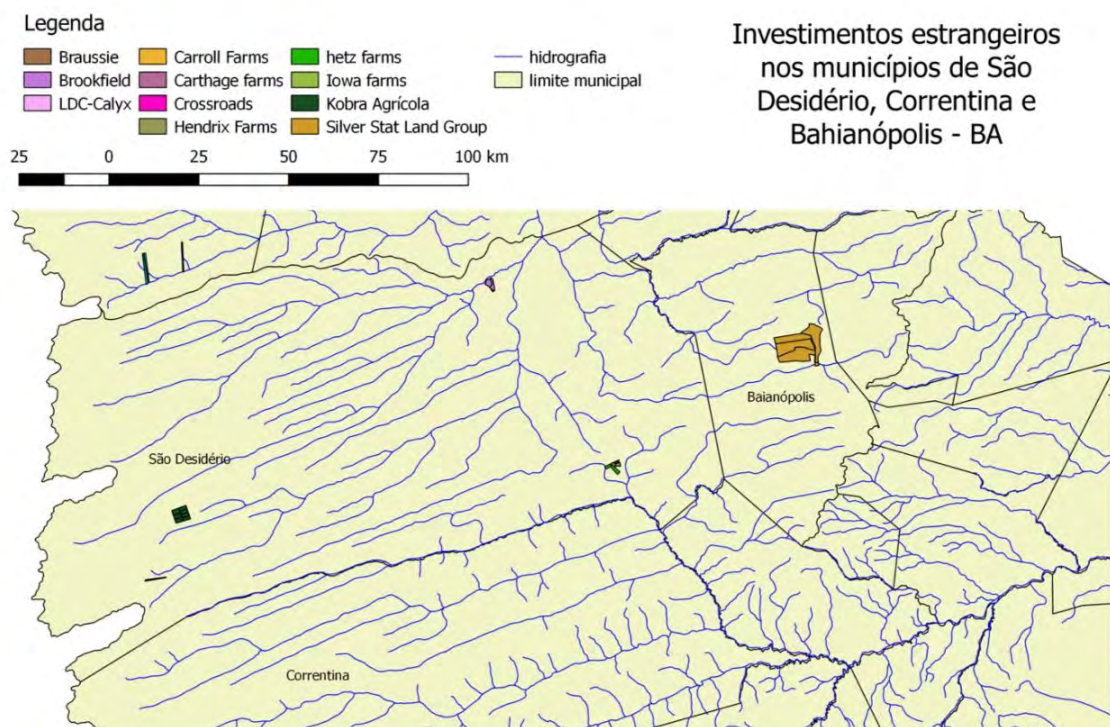 Legenda
Braussie
Brookfield
LDC-Calyx
Carroll Farms
Carthage farms
Crossroads
Hendrix Farms
hetz farms
Iowa farms
Kobra Agrícola
Silver Stat Land Group
hidrografia
limite municipal
Investimentos estrangeiros
nos municípios de São
Desidério, Correntina e
Bahianópolis - BA
25 0 25 50 75 100 km
Baianópolis
São Desidério
Correntina